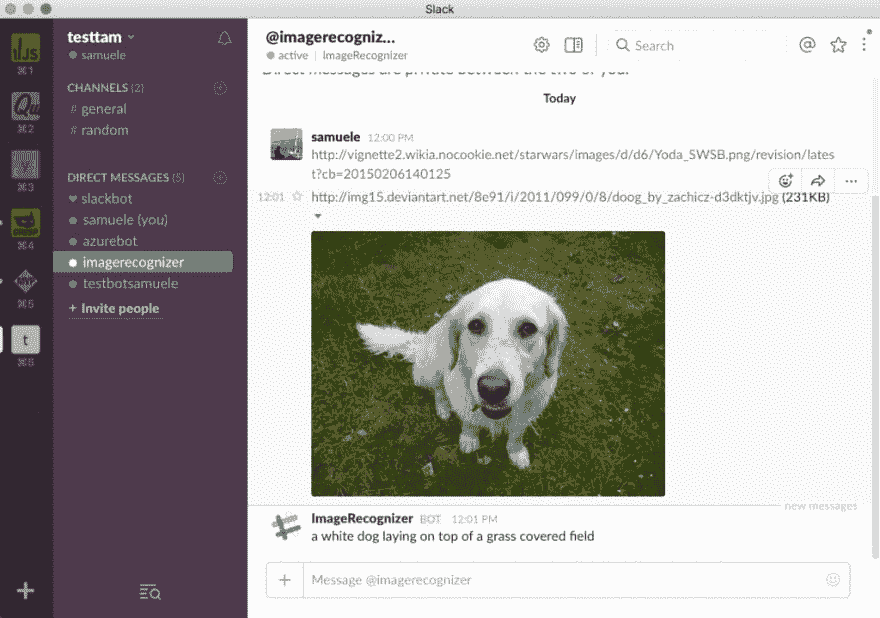 Slack
testtam
samuele
CHANNELS (2)
# general
# random
DIRECT MESSAGES (5)
slackbot
samuele (you)
azurebot
imagerecognizer
testbotsamuele
+ Invite people
⌘1
⌘2
⌘3
⌘4
⌘5
⌘6
t
@imagerecogniz...
active | ImageRecognizer
Search
Direct messages are private between the two of you.
Today
samuele 12:00 PM
http://vignette2.wikia.nocookie.net/starwars/images/d/d6/Yoda_SWSB.png/revision/lates
t?cb=20150206140125
12:01 http://img15.deviantart.net/8e91/i/2011/099/0/8/doog_by_zachicz-d3dktjv.jpg (231KB)
new messages
ImageRecognizer BOT 12:01 PM
a white dog laying on top of a grass covered field
Message @imagerecognizer